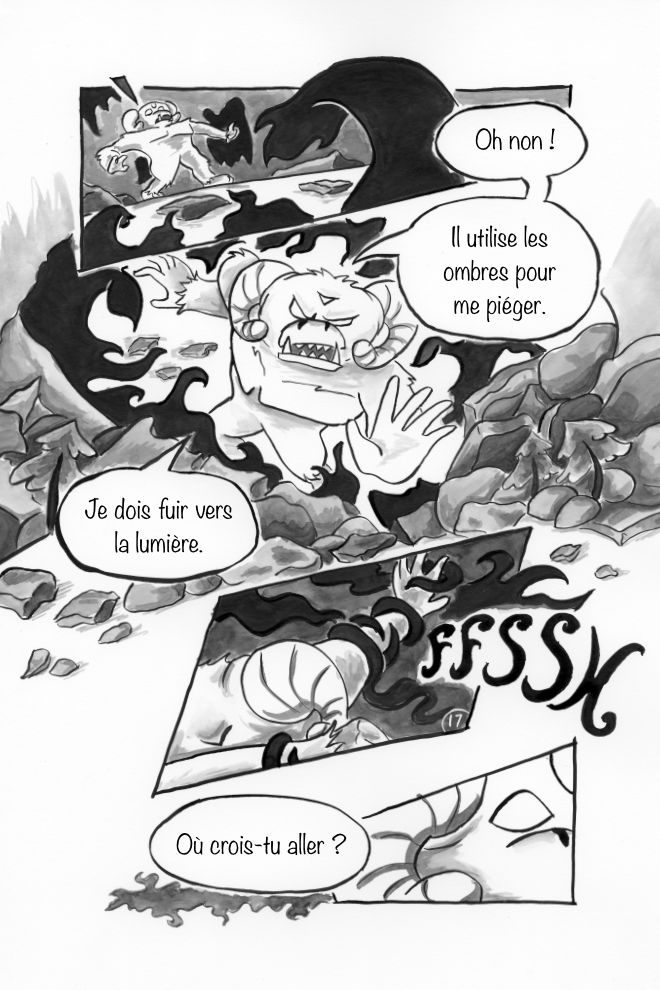 Oh non !
Il utilise les
ombres pour
me piéger.
Je dois fuir vers
la lumière.
FFSSH
17
Où crois-tu aller ?